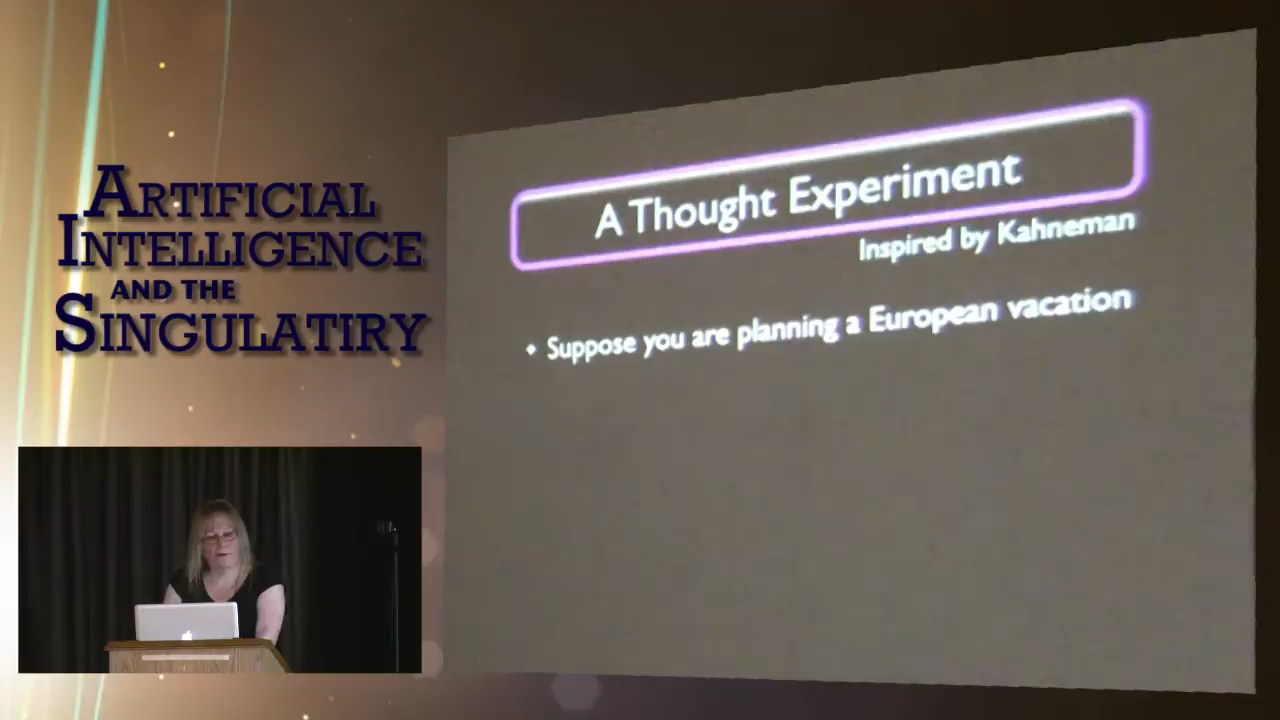 ARTIFICIAL
INTELLIGENCE
AND THE
SINGULATIRY
A Thought Experiment
Inspired by Kahneman
Suppose you are planning a European vacation